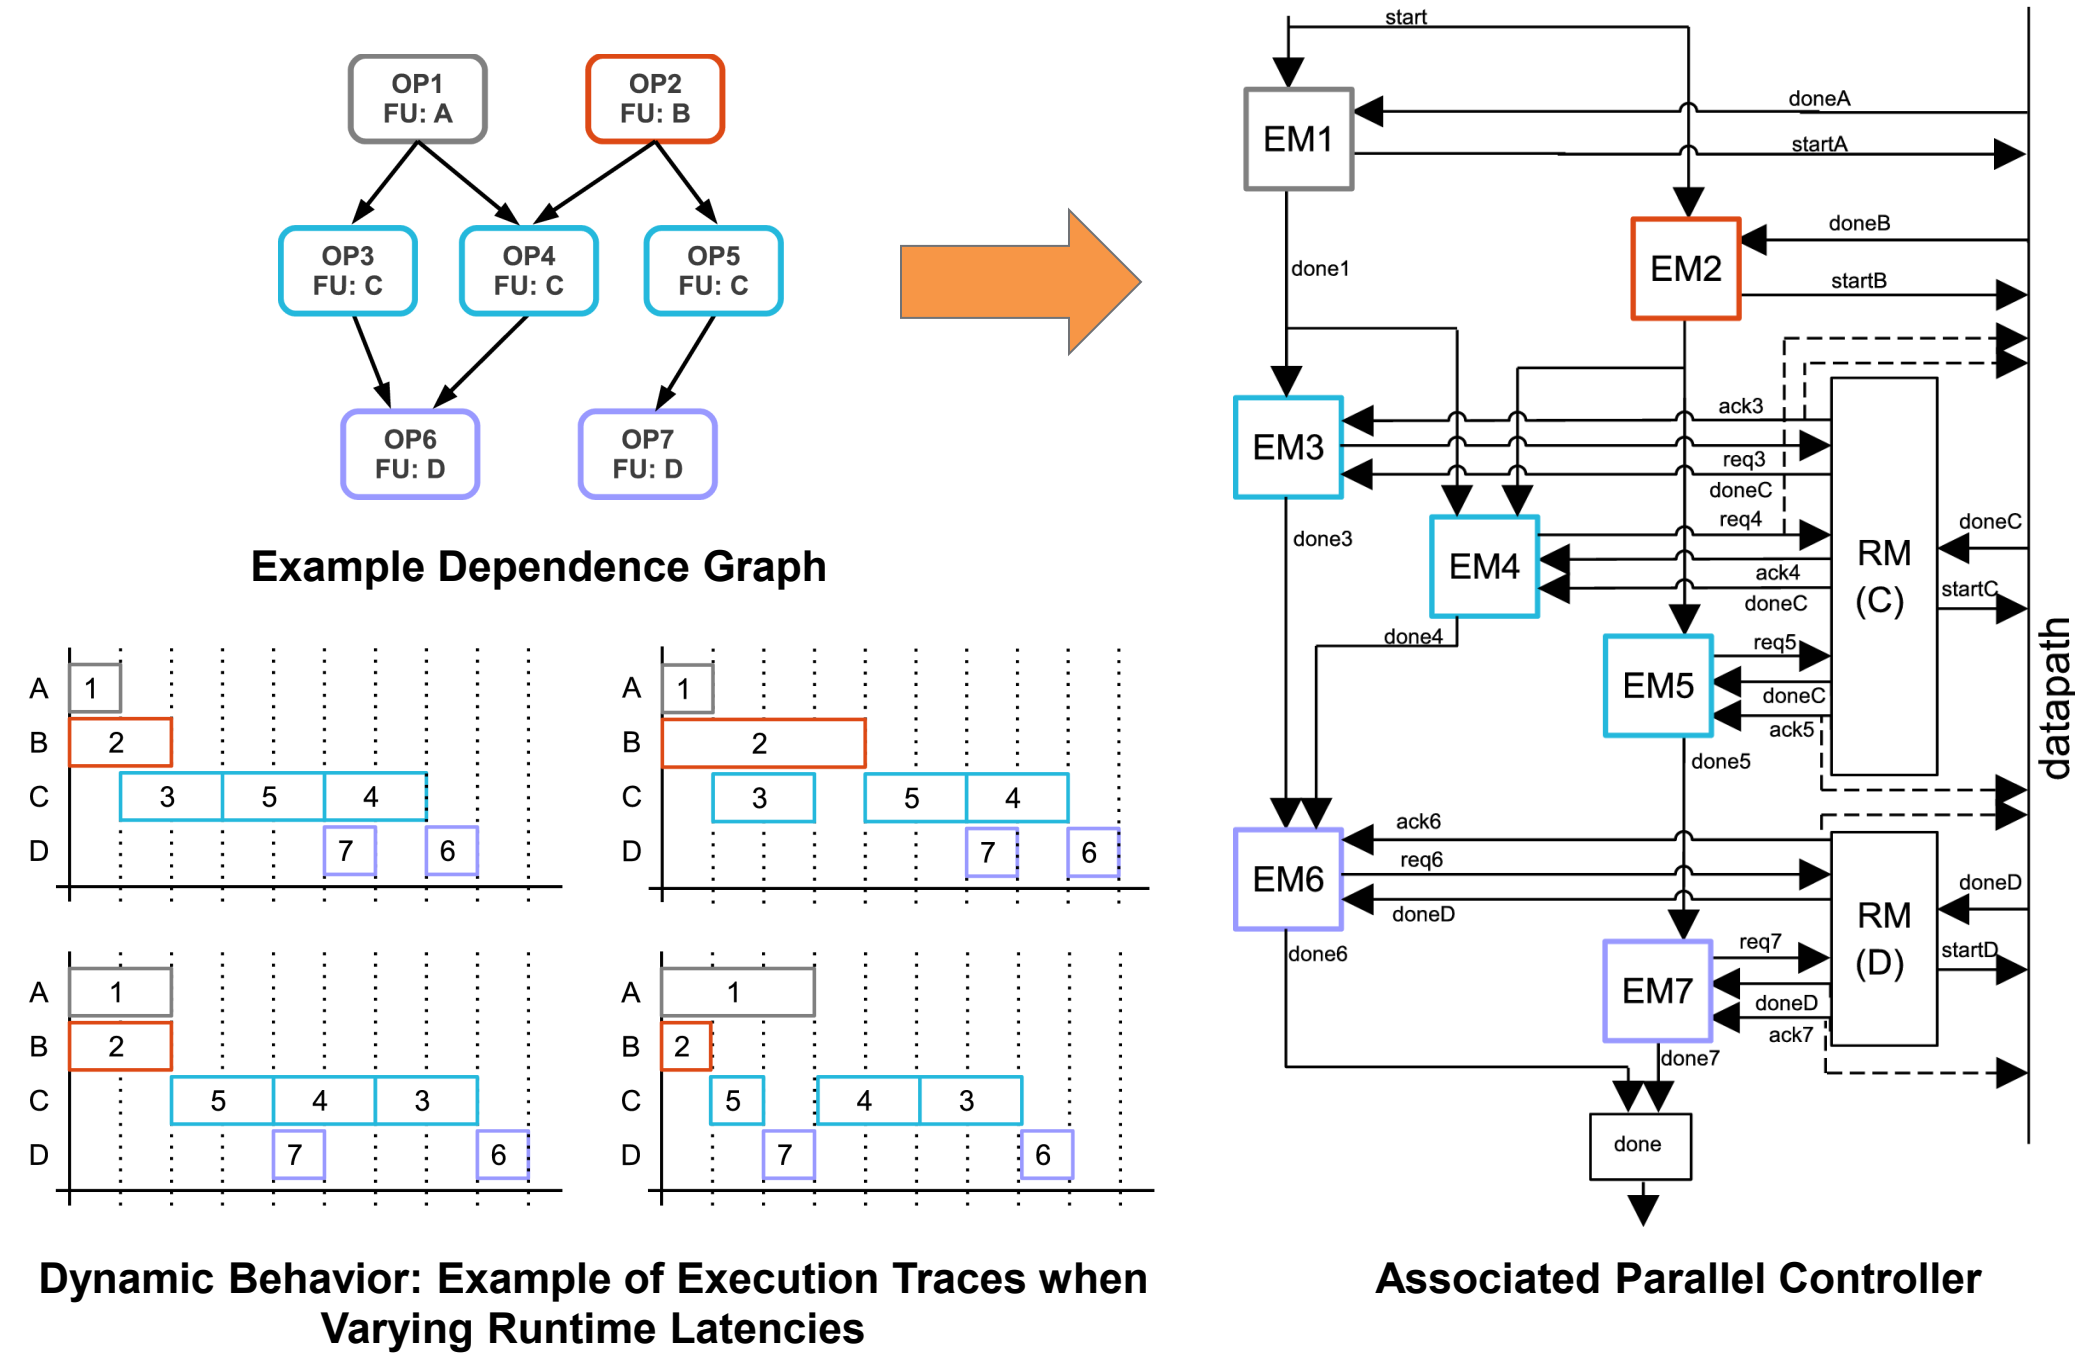 OP1
FU: A
OP2
FU: B
OP3
FU: C
OP4
FU: C
OP5
FU: C
OP6
FU: D
OP7
FU: D
Example Dependence Graph
A
1
B
2
C
3
5
4
D
7
6
A
1
B
2
C
3
5
4
D
7
6
A
1
B
2
C
5
4
3
D
7
6
A
1
B
2
C
5
4
3
D
7
6
Dynamic Behavior: Example of Execution Traces when
Varying Runtime Latencies
start
doneA
EM1
startA
doneB
EM2
done1
startB
ack3
EM3
req3
doneC
req4
doneC
done3
EM4
RM
(C)
ack4
startC
doneC
done4
req5
EM5
doneC
ack5
done5
datapath
ack6
req6
EM6
doneD
doneD
RM
(D)
done6
req7
startD
EM7
doneD
ack7
done7
done
Associated Parallel Controller